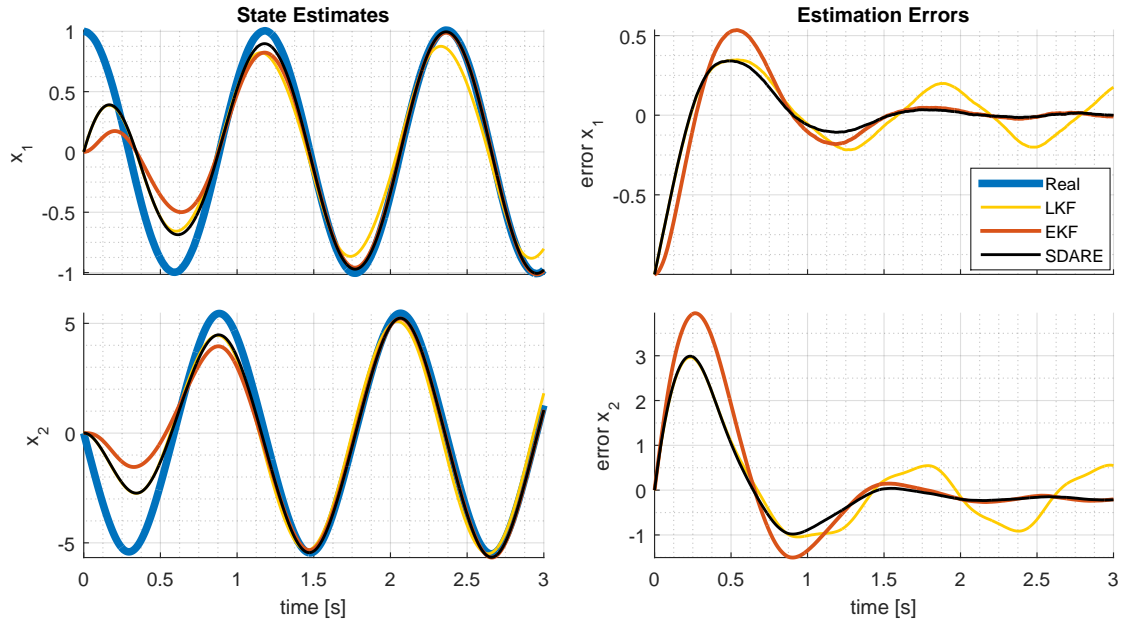 State Estimates
1
0.5
0
-0.5
-1
x1
Estimation Errors
0.5
0
-0.5
error x1
Real
LKF
EKF
SDARE
5
0
-5
x2
0
0.5
1
1.5
2
2.5
3
time [s]
3
2
1
0
-1
error x2
0
0.5
1
1.5
2
2.5
3
time [s]